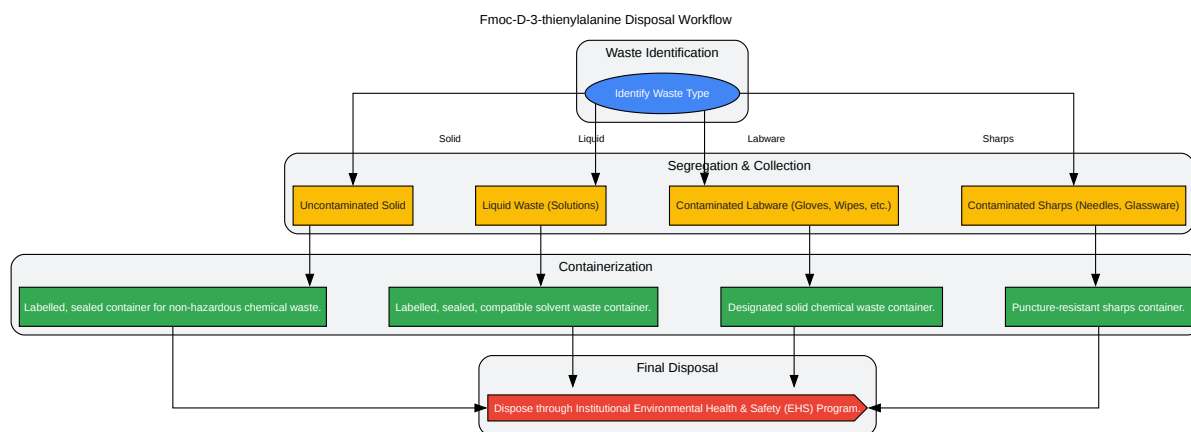 Fmoc-D-3-thienylalanine Disposal Workflow
Waste Identification
Identify Waste Type
Solid
Liquid
Labware
Sharps
Segregation & Collection
Uncontaminated Solid
Liquid Waste (Solutions)
Contaminated Labware (Gloves, Wipes, etc.)
Contaminated Sharps (Needles, Glassware)
Containerization
Labelled, sealed container for non-hazardous chemical waste.
Labelled, sealed, compatible solvent waste container.
Designated solid chemical waste container.
Puncture-resistant sharps container.
Final Disposal
Dispose through Institutional Environmental Health & Safety (EHS) Program.